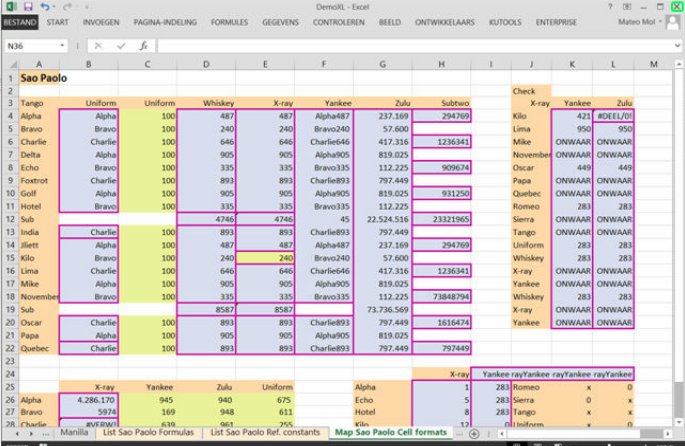 DemoXL - Excel
BESTAND START INVOEGEN PAGINA-INDELING FORMULES GEGEVENS CONTROLEREN BEELD ONTWIKKELAARS KUTOOLS ENTERPRISE Mateo Mol
N36 fx
A B C D E F G H I J K L M
1 Sao Paolo
2 Check
3 Tango Uniform Uniform Whiskey X-ray Yankee Zulu Subtwo X-ray Yankee Zulu
4 Alpha Alpha 100 487 487 Alpha487 237.169 294769 Kilo 421 #DEEL/0!
5 Bravo Bravo 100 240 240 Bravo240 57.600 Lima 950 950
6 Charlie Charlie 100 646 646 Charlie646 417.316 1236341 Mike ONWAAR ONWAAR
7 Delta Alpha 100 905 905 Alpha905 819.025 November ONWAAR ONWAAR
8 Echo Bravo 100 335 335 Bravo335 112.225 909674 Oscar 449 449
9 Foxtrot Charlie 100 893 893 Charlie893 797.449 Papa ONWAAR ONWAAR
10 Golf Alpha 100 905 905 Alpha905 819.025 931250 Quebec ONWAAR ONWAAR
11 Hotel Bravo 100 335 335 Bravo335 112.225 Romeo 283 283
12 Sub 4746 4746 45 22.524.516 23321965 Sierra ONWAAR ONWAAR
13 India Charlie 100 893 893 Charlie893 797.449 Tango ONWAAR ONWAAR
14 Jliett Alpha 100 487 487 Alpha487 237.169 294769 Uniform 283 283
15 Kilo Bravo 100 240 240 Bravo240 57.600 Whiskey 283 283
16 Lima Charlie 100 646 646 Charlie646 417.316 1236341 X-ray ONWAAR ONWAAR
17 Mike Alpha 100 905 905 Alpha905 819.025 Yankee ONWAAR ONWAAR
18 November Bravo 100 335 335 Bravo335 112.225 73848794 Whiskey 283 283
19 Sub 8587 8587 73.736.569 X-ray ONWAAR ONWAAR
20 Oscar Charlie 100 893 893 Charlie893 797.449 1616474 Yankee ONWAAR ONWAAR
21 Papa Alpha 100 905 905 Alpha905 819.025
22 Quebec Charlie 100 893 893 Charlie893 797.449 797449
23
24 X-ray Yankee rayYankee rayYankee rayYankee
25 X-ray Yankee Zulu Uniform Alpha 1 283 Romeo x 0
26 Alpha 4.286.170 945 940 675 Echo 5 283 Sierra 0 x
27 Bravo 5974 169 948 611 Hotel 8 283 Tango x x
28 Charlie #VERW! 639 961 255 Kilo 12 0 Uniform x 0
... Manilla List Sao Paolo Formulas List Sao Paolo Ref. constants Map Sao Paolo Cell formats ...